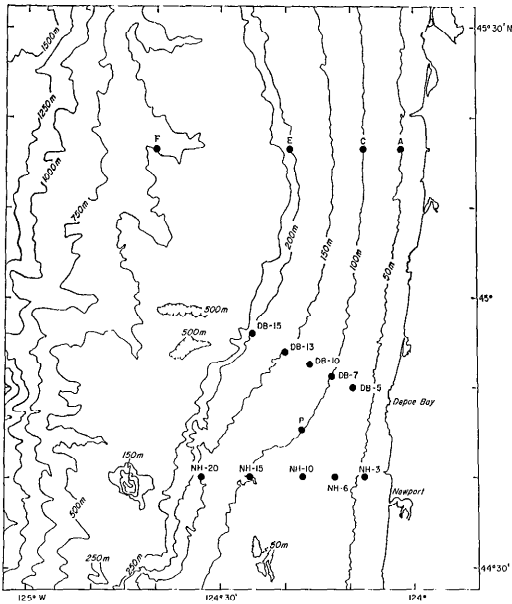 45°30'N
1500m
1250m
1000m
F
E
C
A
750m
200m
150m
100m
50m
500m
45°
DB-15
500m
DB-13
DB-10
DB-7
DB-5
Depoe Bay
P
150m
NH-20
NH-15
NH-10
NH-6
NH-3
Newport
500m
250m
250m
50m
44°30'
125°W
124°30'
124°